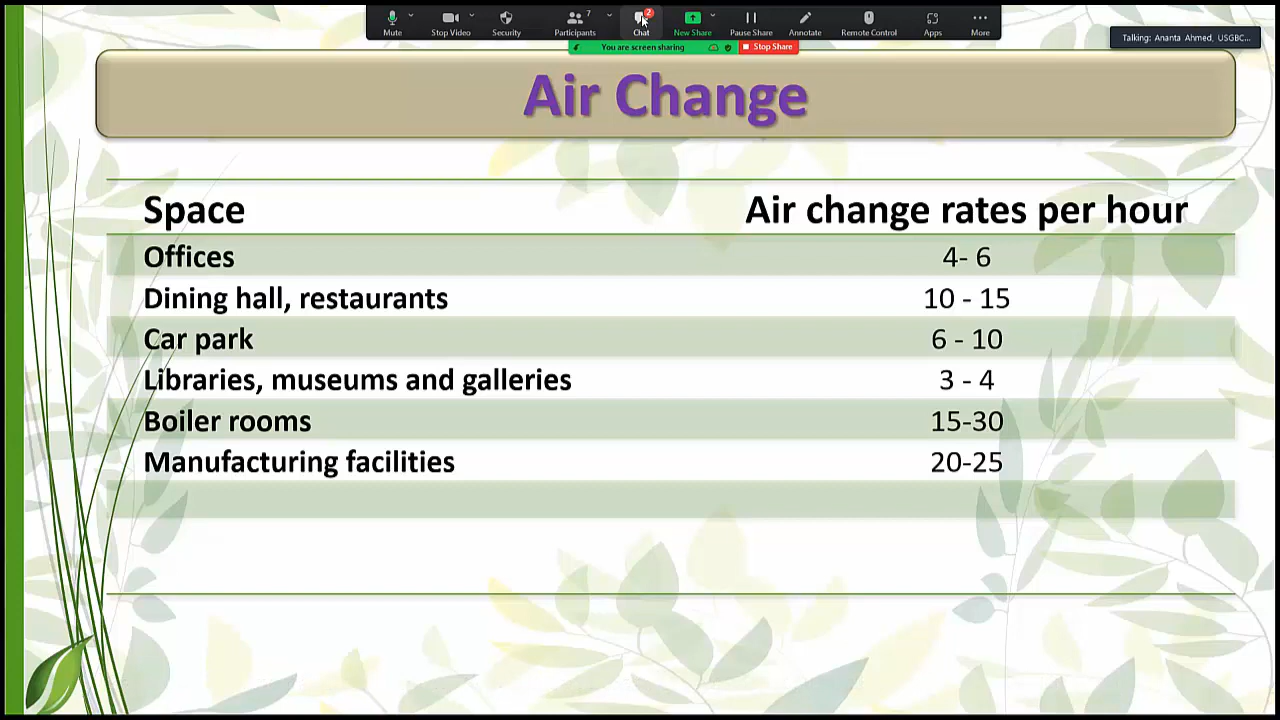 7
2
Mute
Stop Video
Security
Participants
Chat
New Share
Pause Share
Annotate
Remote Control
Apps
More
You are screen sharing
Stop Share
Talking: Ananta Ahmed, USGBC...
Air Change
Space Air change rates per hour
Offices 4- 6
Dining hall, restaurants 10 - 15
Car park 6 - 10
Libraries, museums and galleries 3 - 4
Boiler rooms 15-30
Manufacturing facilities 20-25